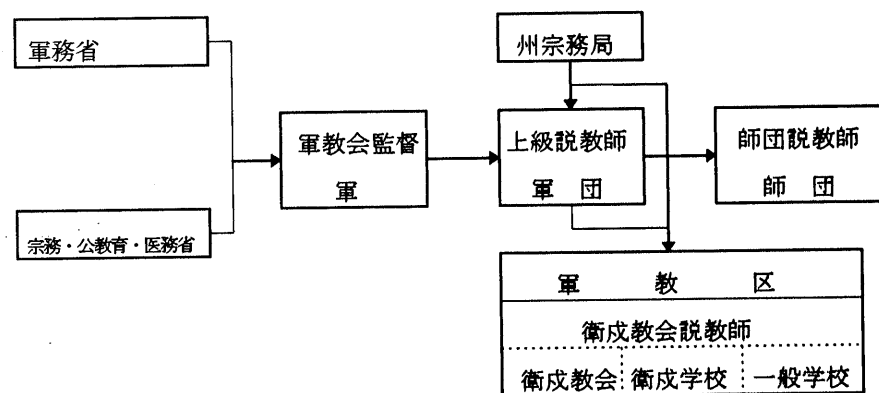 軍務省
州宗務局
軍教会監督
軍
上級説教師
軍 団
師団説教師
師 団
宗務・公教育・医務省
軍 教 区
衛戍教会説教師
衛戍教会 衛戍学校 一般学校